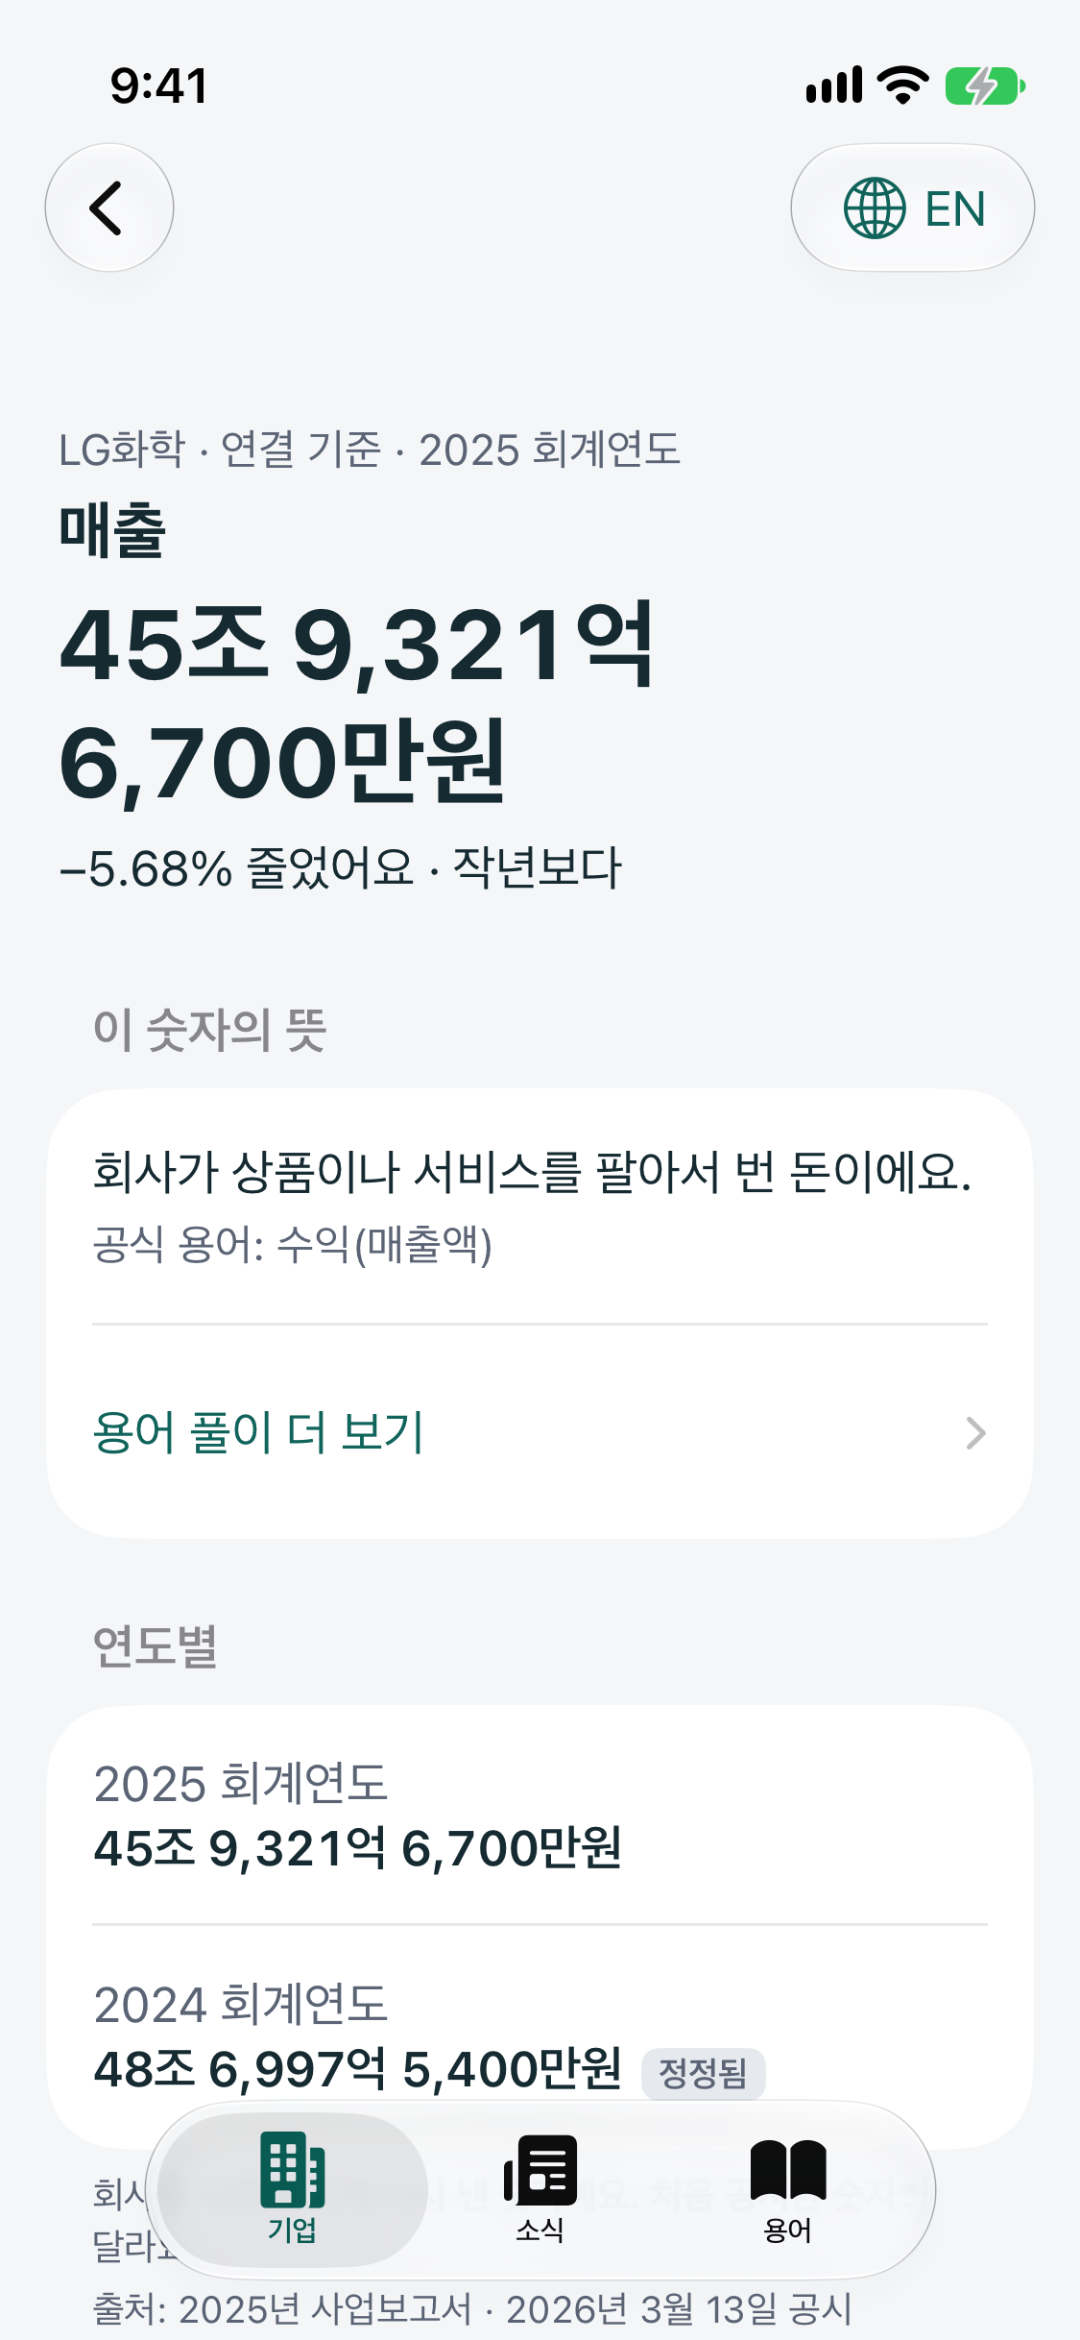 9:41
EN
LG화학 · 연결 기준 · 2025 회계연도
매출
45조 9,321억
6,700만원
–5.68% 줄었어요 · 작년보다
이 숫자의 뜻
회사가 상품이나 서비스를 팔아서 번 돈이에요.
공식 용어: 수익(매출액)
용어 풀이 더 보기
연도별
2025 회계연도
45조 9,321억 6,700만원
2024 회계연도
48조 6,997억 5,400만원 정정됨
기업
소식
용어
출처: 2025년 사업보고서 · 2026년 3월 13일 공시